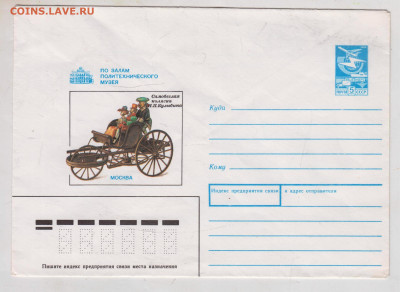 COINS.LAVE.RU
ПО ЗАЛАМ
ПОЛИТЕХНИЧЕСКОГО
МУЗЕЯ
Самобеглая
коляска
И.П.Кулибина
МОСКВА
Куда
Кому
Индекс предприятия связи и адрес отправителя
Пишите индекс предприятия связи места назначения